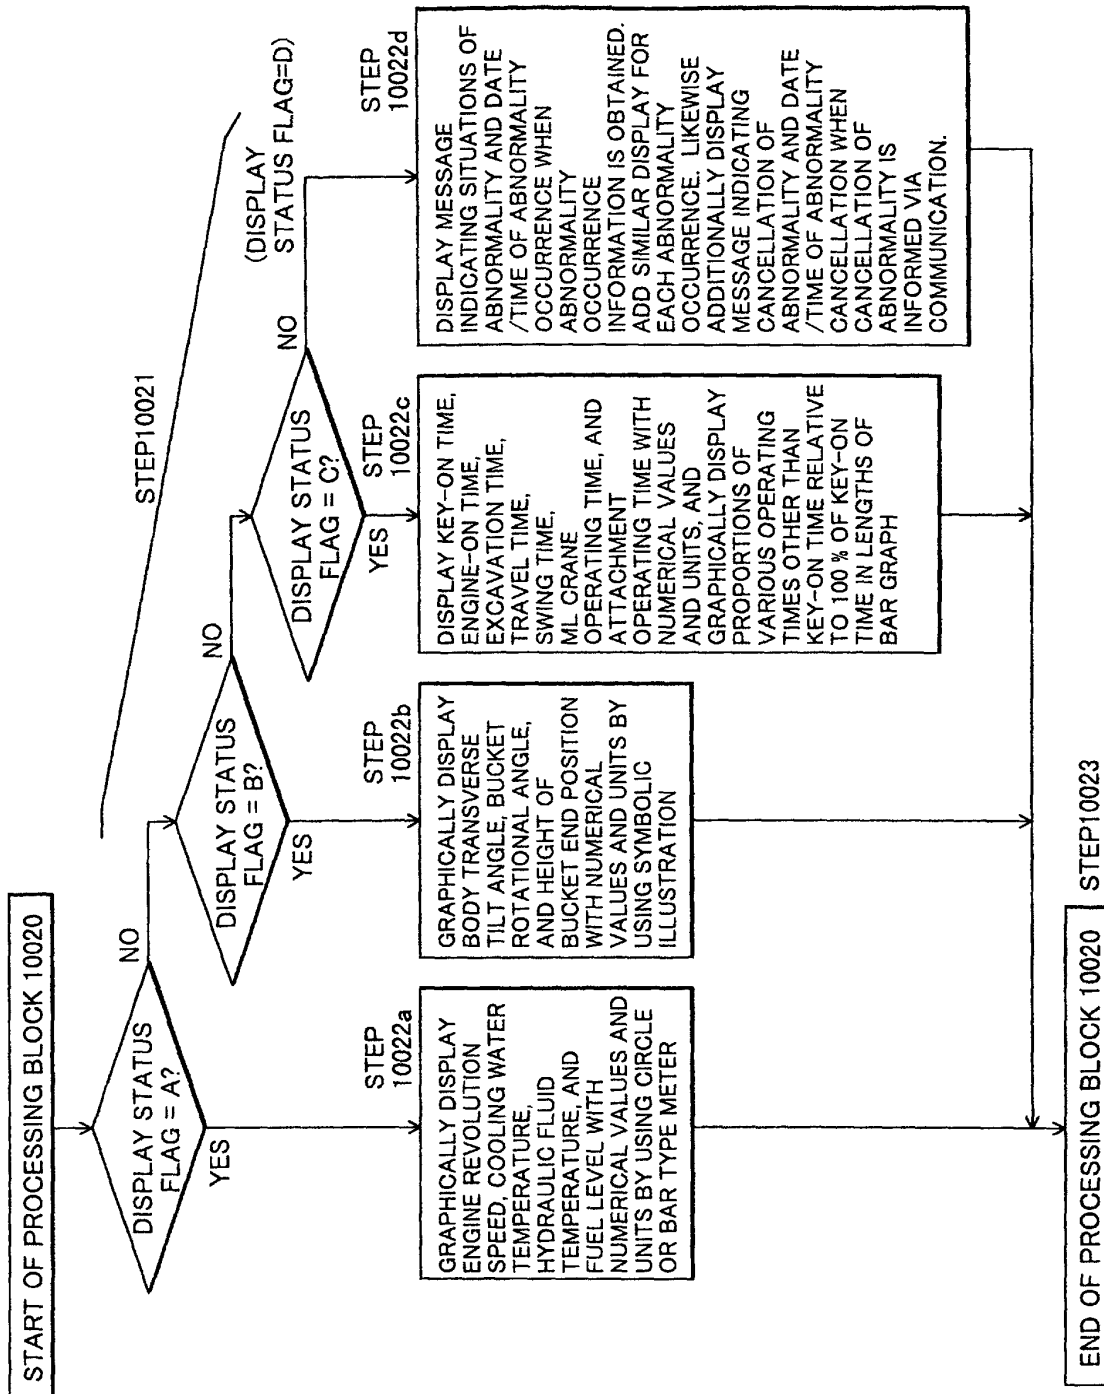 START OF PROCESSING BLOCK 10020
DISPLAY STATUS
FLAG = A?
NO
YES
DISPLAY STATUS
FLAG = B?
NO
YES
DISPLAY STATUS
FLAG = C?
NO
YES
STEP10021
(DISPLAY
STATUS FLAG=D)
STEP
10022a
GRAPHICALLY DISPLAY
ENGINE REVOLUTION
SPEED, COOLING WATER
TEMPERATURE,
HYDRAULIC FLUID
TEMPERATURE, AND
FUEL LEVEL WITH
NUMERICAL VALUES AND
UNITS BY USING CIRCLE
OR BAR TYPE METER
STEP
10022b
GRAPHICALLY DISPLAY
BODY TRANSVERSE
TILT ANGLE, BUCKET
ROTATIONAL ANGLE,
AND HEIGHT OF
BUCKET END POSITION
WITH NUMERICAL
VALUES AND UNITS BY
USING SYMBOLIC
ILLUSTRATION
STEP
10022c
DISPLAY KEY-ON TIME,
ENGINE-ON TIME,
EXCAVATION TIME,
TRAVEL TIME,
SWING TIME,
ML CRANE
OPERATING TIME, AND
ATTACHMENT
OPERATING TIME WITH
NUMERICAL VALUES
AND UNITS, AND
GRAPHICALLY DISPLAY
PROPORTIONS OF
VARIOUS OPERATING
TIMES OTHER THAN
KEY-ON TIME RELATIVE
TO 100 % OF KEY-ON
TIME IN LENGTHS OF
BAR GRAPH
STEP
10022d
DISPLAY MESSAGE
INDICATING SITUATIONS OF
ABNORMALITY AND DATE
/TIME OF ABNORMALITY
OCCURRENCE WHEN
ABNORMALITY
OCCURRENCE
INFORMATION IS OBTAINED.
ADD SIMILAR DISPLAY FOR
EACH ABNORMALITY
OCCURRENCE. LIKEWISE
ADDITIONALLY DISPLAY
MESSAGE INDICATING
CANCELLATION OF
ABNORMALITY AND DATE
/TIME OF ABNORMALITY
CANCELLATION WHEN
CANCELLATION OF
ABNORMALITY IS
INFORMED VIA
COMMUNICATION.
END OF PROCESSING BLOCK 10020
STEP10023